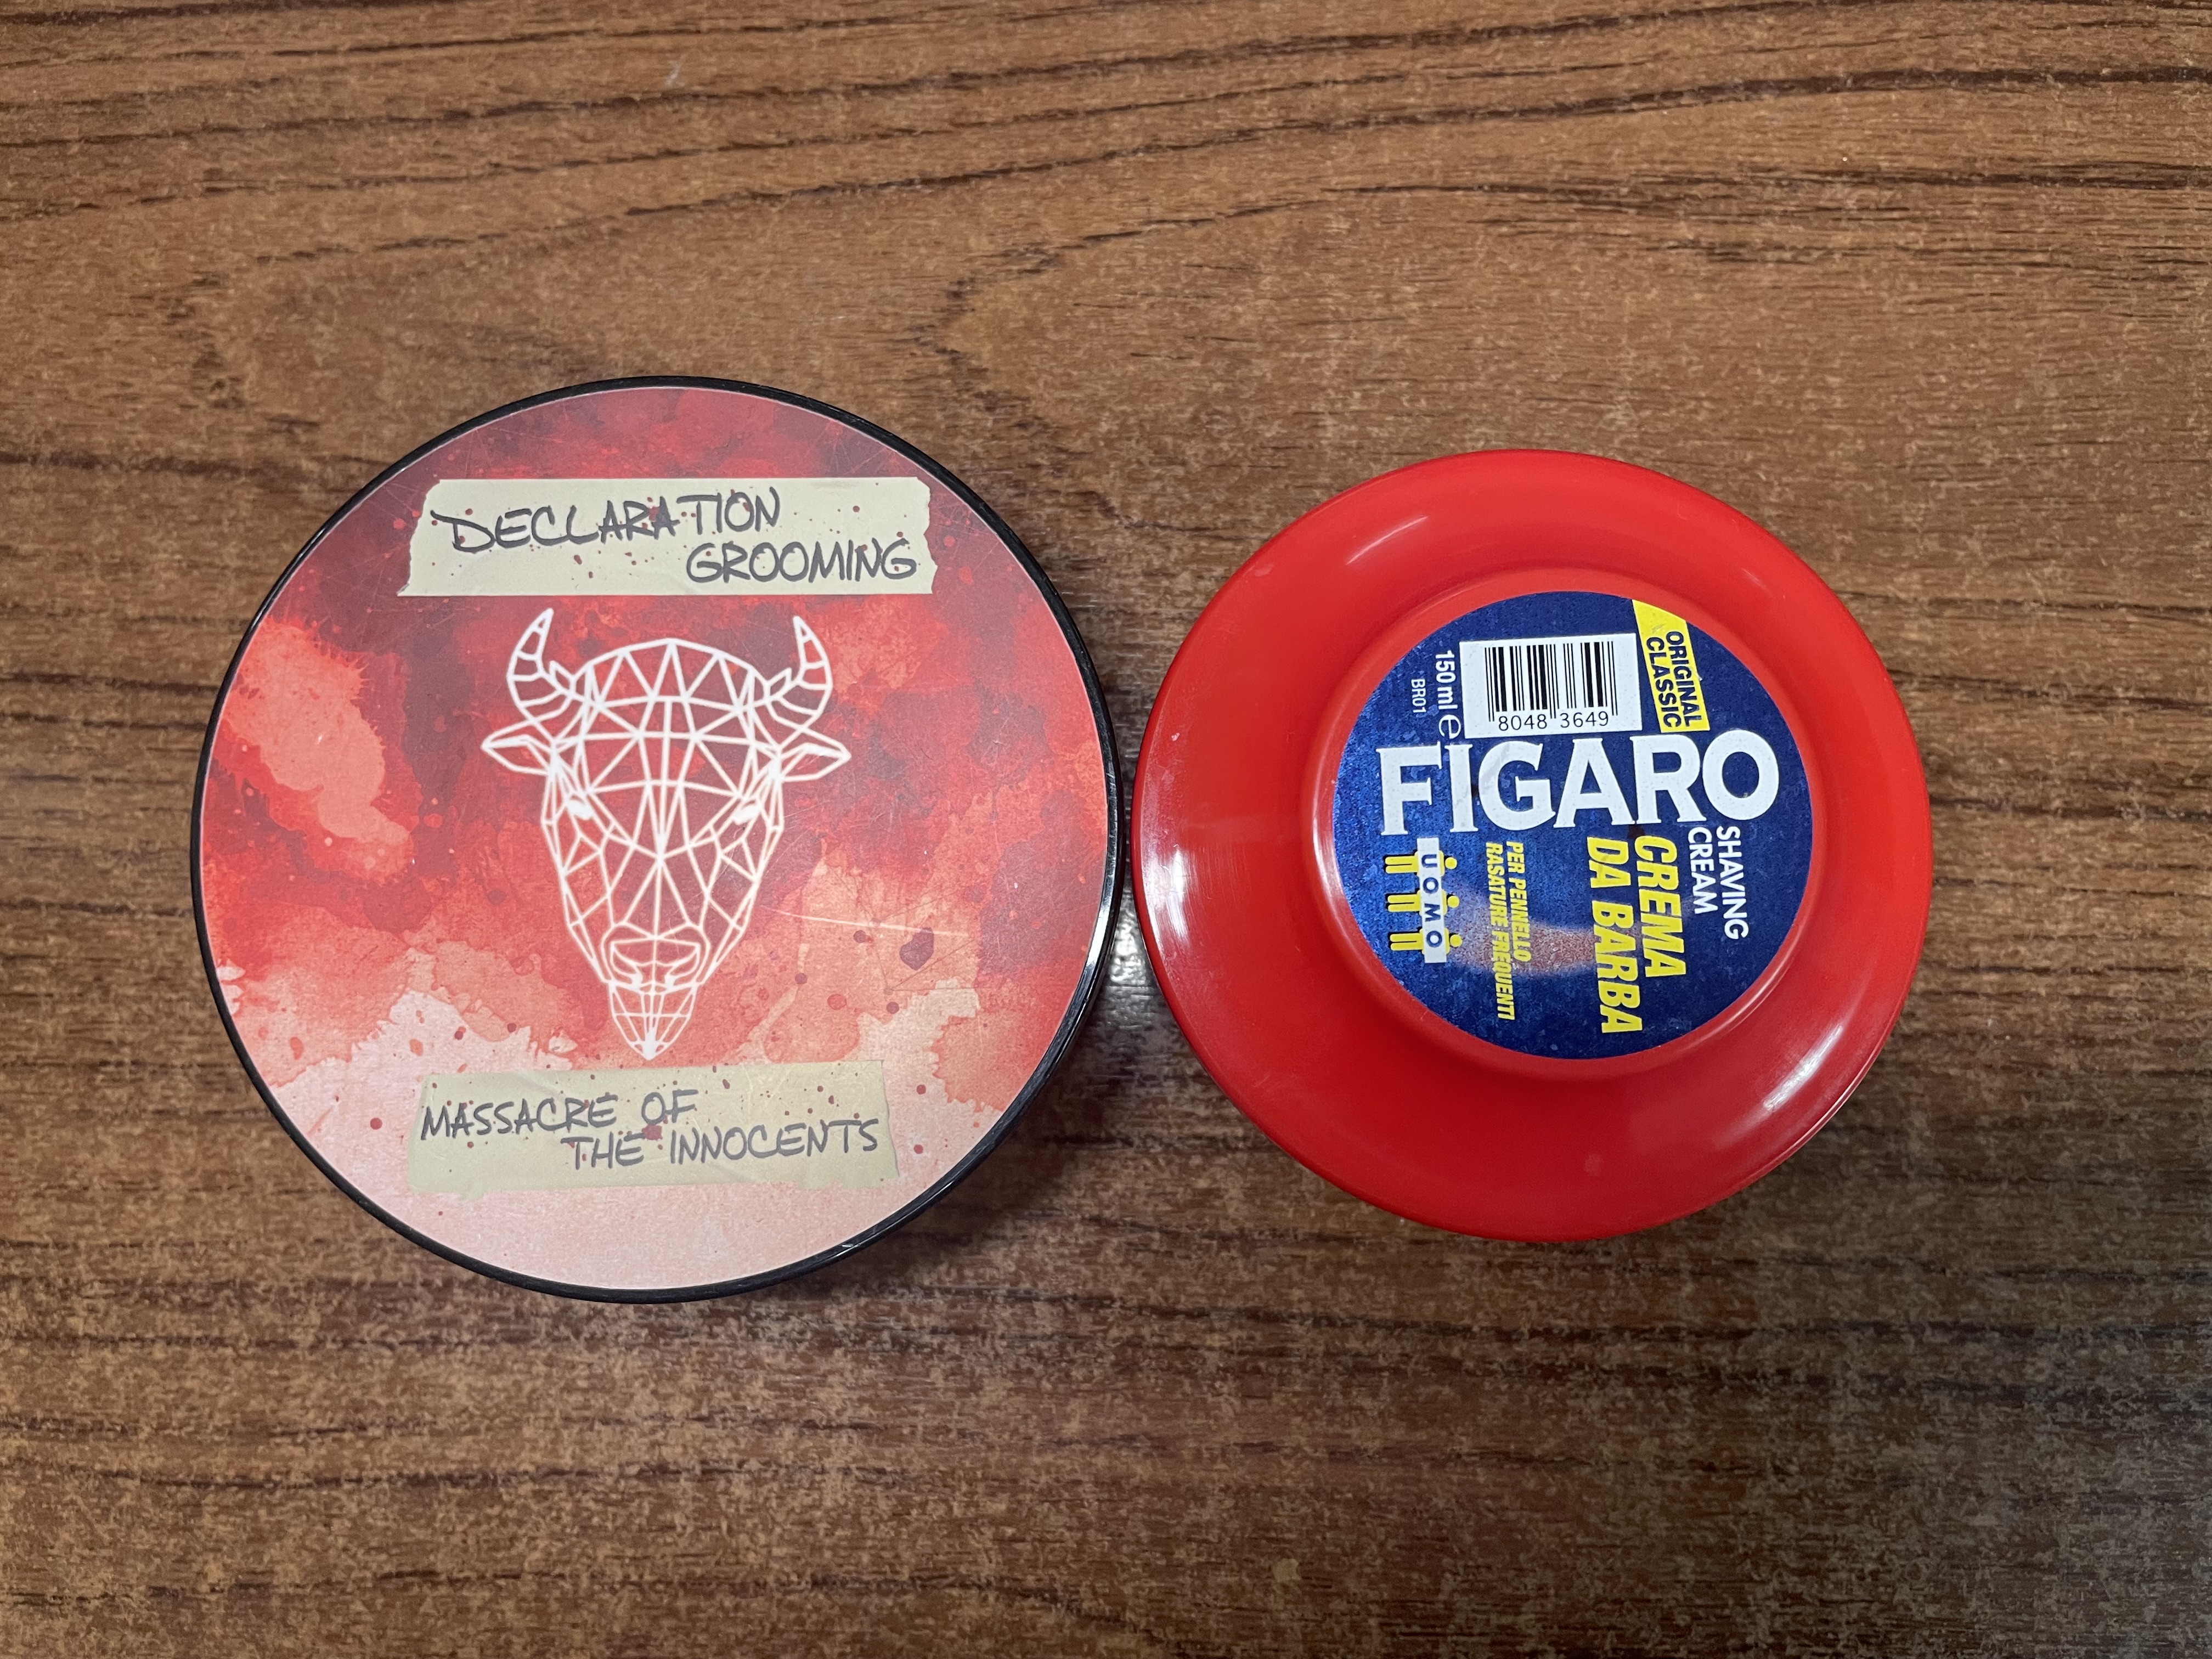 DECLARATION
GROOMING
MASSACRE OF
THE INNOCENTS
ORIGINAL
CLASSIC
8048 3649
150 ml e
BR01
FIGARO
SHAVING
CREAM
CREMA
DA BARBA
PER PENNELLO
RASATURE FREQUENTI
UOMO